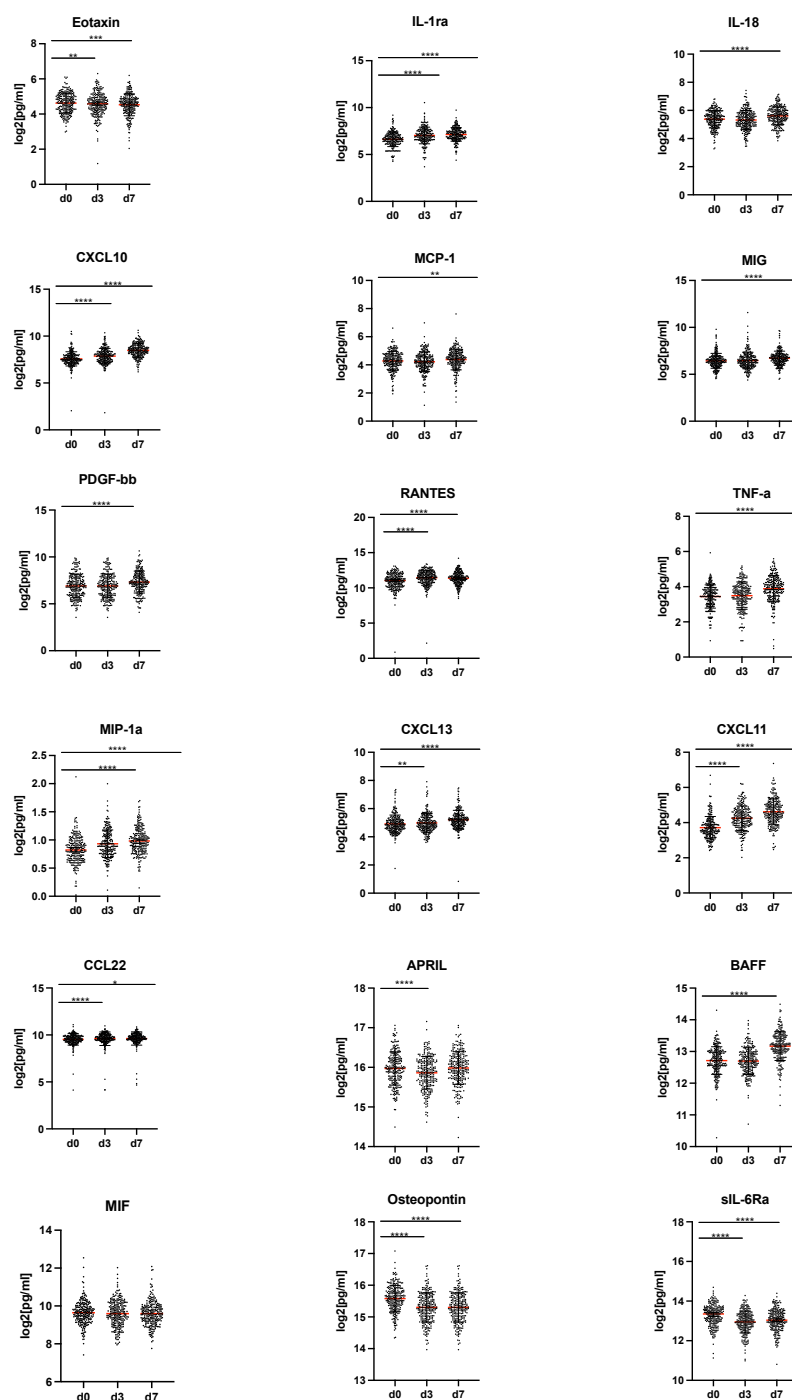 Eotaxin
***
**
log2[pg/ml]
8
6
4
2
0
d0 d3 d7
IL-1ra
****
****
log2[pg/ml]
15
10
5
0
d0 d3 d7
IL-18
****
log2[pg/ml]
10
8
6
4
2
0
d0 d3 d7
CXCL10
****
****
log2[pg/ml]
15
10
5
0
d0 d3 d7
MCP-1
**
log2[pg/ml]
10
8
6
4
2
0
d0 d3 d7
MIG
****
log2[pg/ml]
15
10
5
0
d0 d3 d7
PDGF-bb
****
log2[pg/ml]
15
10
5
0
d0 d3 d7
RANTES
****
****
log2[pg/ml]
20
15
10
5
0
d0 d3 d7
TNF-a
****
log2[pg/ml]
8
6
4
2
0
d0 d3 d7
MIP-1a
****
****
log2[pg/ml]
2.5
2.0
1.5
1.0
0.5
0.0
d0 d3 d7
CXCL13
****
**
log2[pg/ml]
10
8
6
4
2
0
d0 d3 d7
CXCL11
****
****
log2[pg/ml]
8
6
4
2
0
d0 d3 d7
CCL22
*
****
log2[pg/ml]
15
10
5
0
d0 d3 d7
APRIL
****
log2[pg/ml]
18
17
16
15
14
d0 d3 d7
BAFF
****
log2[pg/ml]
15
14
13
12
11
10
d0 d3 d7
MIF
log2[pg/ml]
14
12
10
8
6
d0 d3 d7
Osteopontin
****
****
log2[pg/ml]
18
17
16
15
14
13
d0 d3 d7
sIL-6Ra
****
****
log2[pg/ml]
18
16
14
12
10
d0 d3 d7